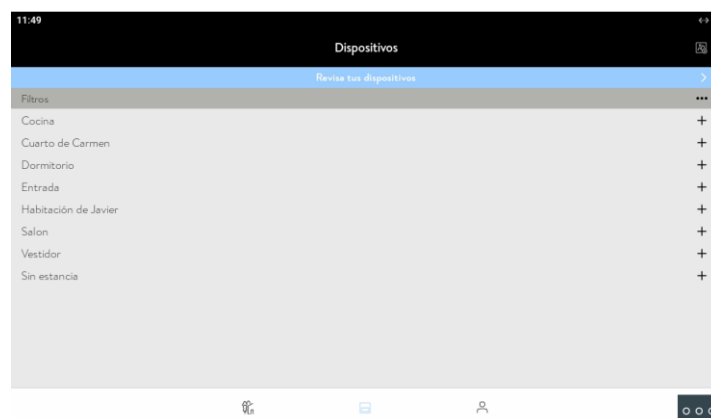 11:49
Dispositivos
Revisa tus dispositivos
Filtros
Cocina
Cuarto de Carmen
Dormitorio
Entrada
Habitación de Javier
Salon
Vestidor
Sin estancia